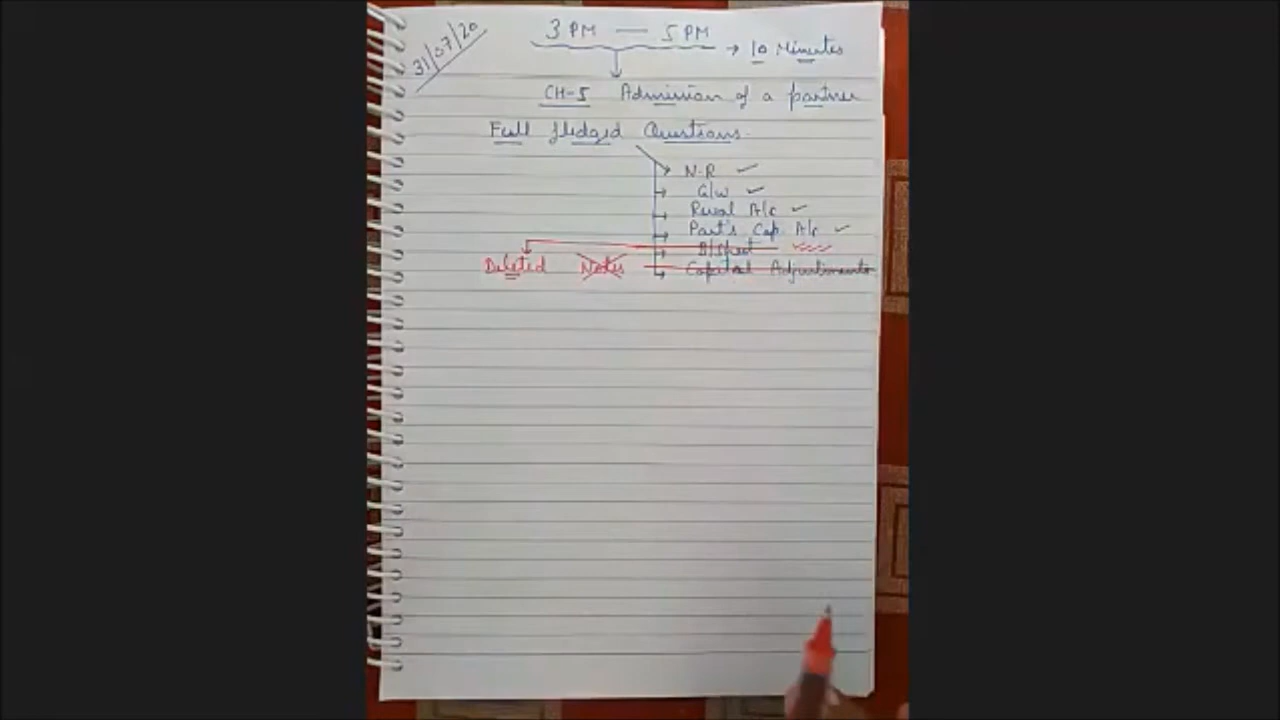 31/07/20
3 PM — 5 PM
→ 10 Minutes
CH-5 Admission of a partner
Full fledged Questions
N-R ✓
G/w ✓
Reval A/c ✓
Part's Cap. A/c ✓
B/Sheet
Deleted Notes Capital Adjustments